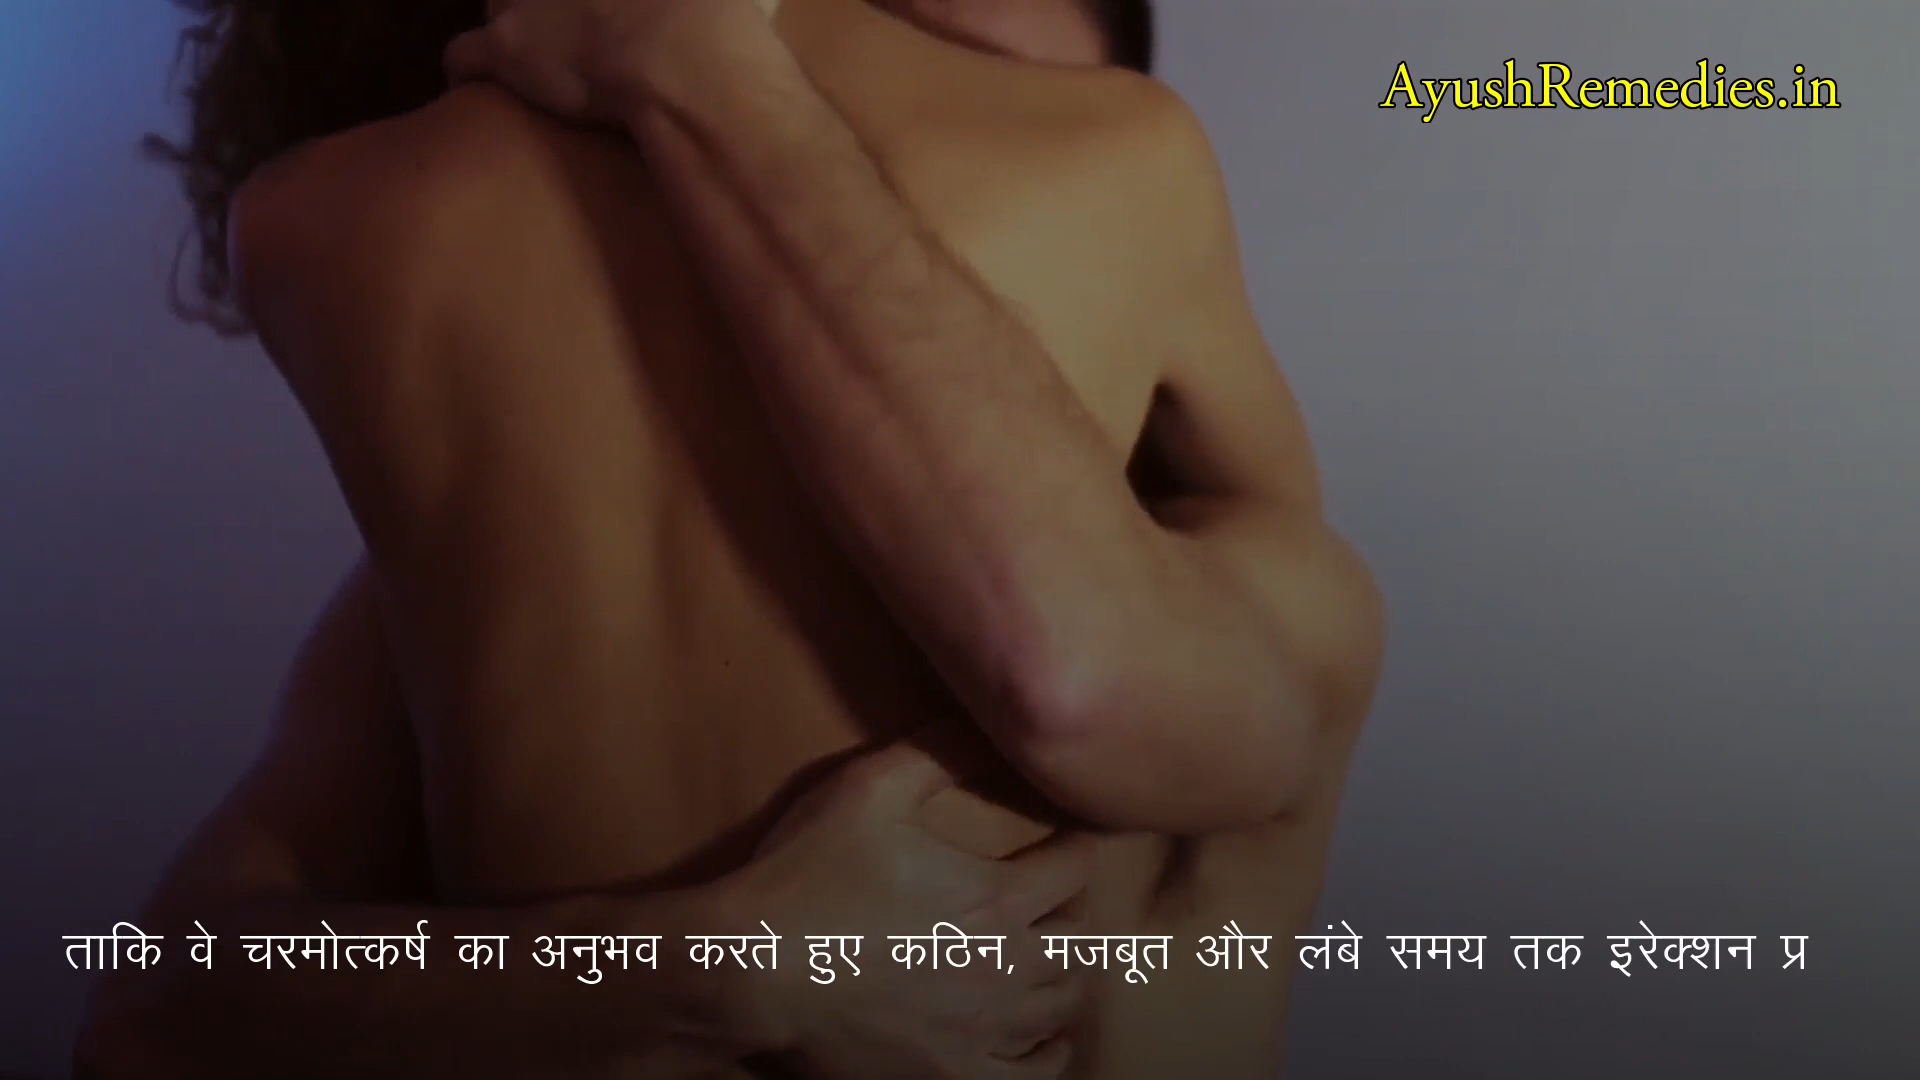 AyushRemedies.in
ताकि वे चरमोत्कर्ष का अनुभव करते हुए कठिन, मजबूत और लंबे समय तक इरेक्शन प्र